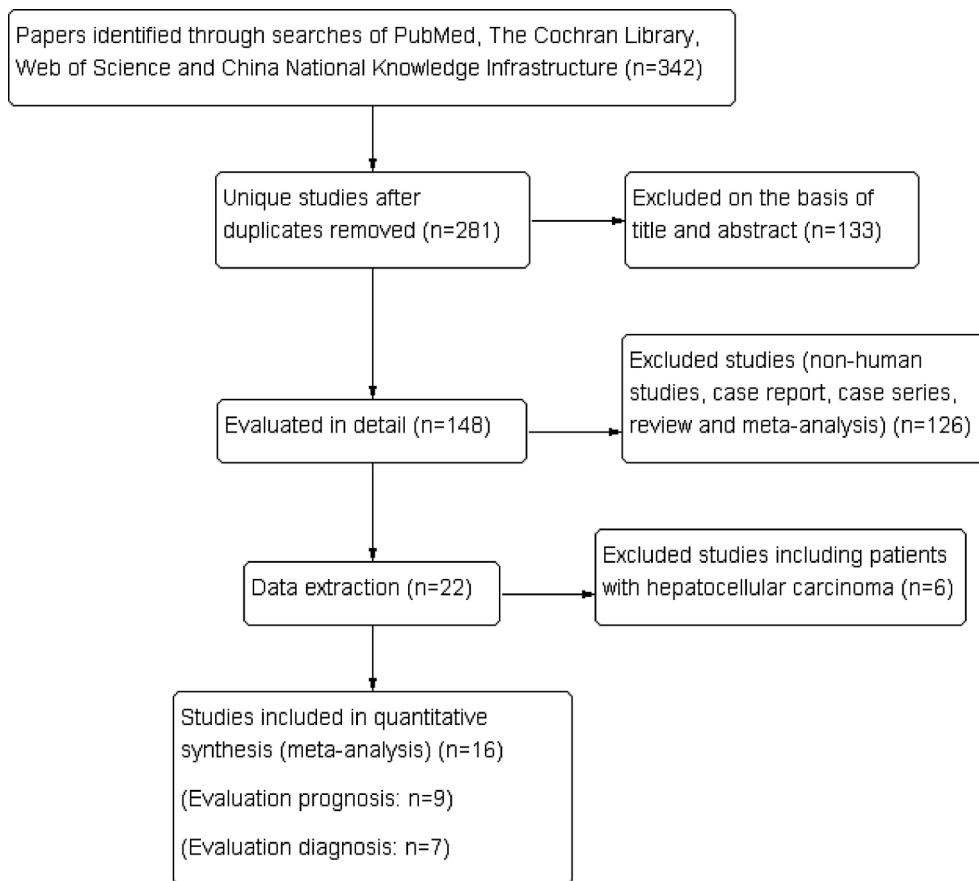 Papers identified through searches of PubMed, The Cochran Library,
Web of Science and China National Knowledge Infrastructure (n=342)
Unique studies after
duplicates removed (n=281)
Excluded on the basis of
title and abstract (n=133)
Evaluated in detail (n=148)
Excluded studies (non-human
studies, case report, case series,
review and meta-analysis) (n=126)
Data extraction (n=22)
Excluded studies including patients
with hepatocellular carcinoma (n=6)
Studies included in quantitative
synthesis (meta-analysis) (n=16)
(Evaluation prognosis: n=9)
(Evaluation diagnosis: n=7)